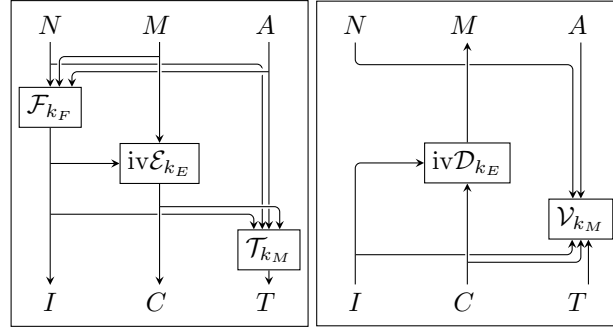 N M A N M A
𝓕_{k_F}
iv𝓔_{k_E} iv𝓓_{k_E}
𝓥_{k_M}
𝓣_{k_M}
I C T I C T